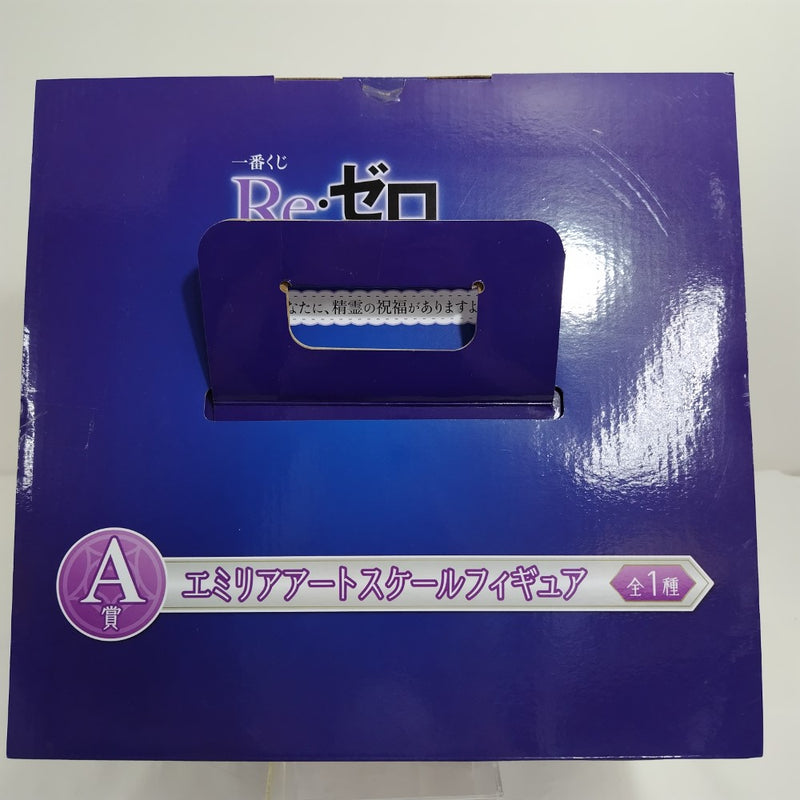 一番くじ
Re:ゼロ
なたに、精霊の祝福がありますよ
A賞
エミリアアートスケールフィギュア
全1種